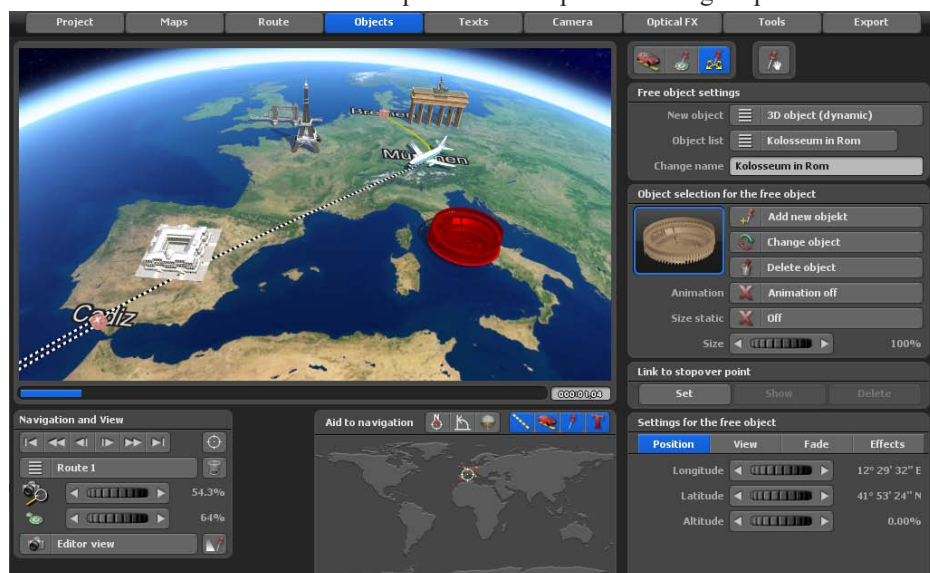 Project Maps Route Objects Texts Camera Optical FX Tools Export
Bremen
München
Cadiz
000:01,04
Free object settings
New object 3D object (dynamic)
Object list Kolosseum in Rom
Change name Kolosseum in Rom
Object selection for the free object
Add new objekt
Change object
Delete object
Animation Animation off
Size static Off
Size 100%
Link to stopover point
Set Show Delete
Navigation and View
Route 1
54.3%
64%
Editor view
Aid to navigation
N
Settings for the free object
Position View Fade Effects
Longitude 12° 29' 32" E
Latitude 41° 53' 24" N
Altitude 0.00%